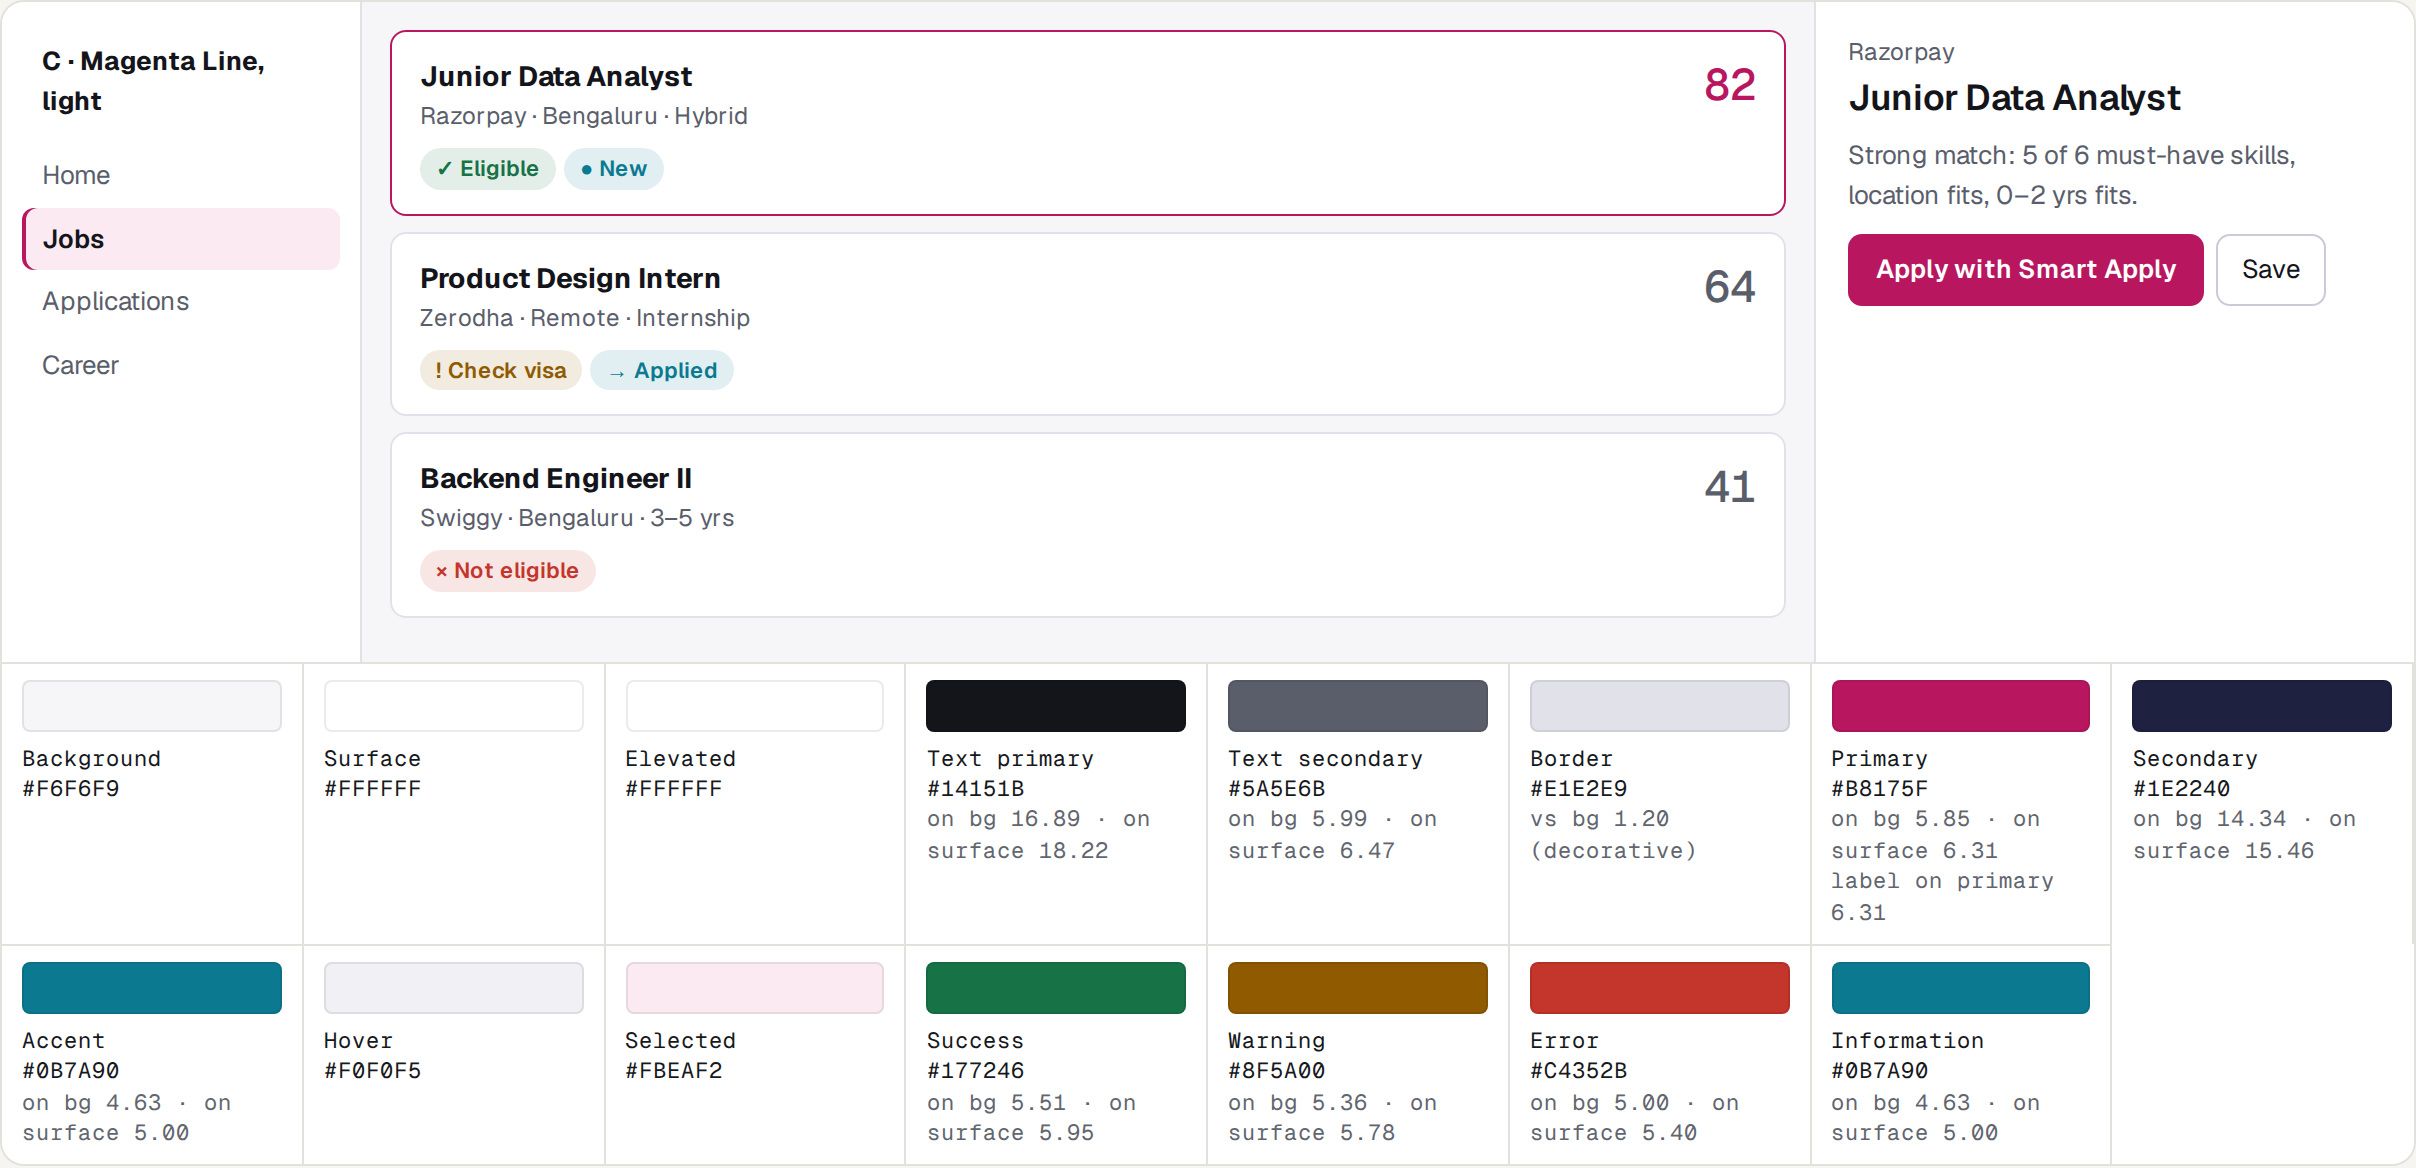 C · Magenta Line,
light
Home
Jobs
Applications
Career
Junior Data Analyst
Razorpay · Bengaluru · Hybrid
✓ Eligible
● New
82
Product Design Intern
Zerodha · Remote · Internship
! Check visa
→ Applied
64
Backend Engineer II
Swiggy · Bengaluru · 3–5 yrs
× Not eligible
41
Razorpay
Junior Data Analyst
Strong match: 5 of 6 must-have skills,
location fits, 0–2 yrs fits.
Apply with Smart Apply
Save
Background
#F6F6F9
Surface
#FFFFFF
Elevated
#FFFFFF
Text primary
#14151B
on bg 16.89 · on
surface 18.22
Text secondary
#5A5E6B
on bg 5.99 · on
surface 6.47
Border
#E1E2E9
vs bg 1.20
(decorative)
Primary
#B8175F
on bg 5.85 · on
surface 6.31
label on primary
6.31
Secondary
#1E2240
on bg 14.34 · on
surface 15.46
Accent
#0B7A90
on bg 4.63 · on
surface 5.00
Hover
#F0F0F5
Selected
#FBEAF2
Success
#177246
on bg 5.51 · on
surface 5.95
Warning
#8F5A00
on bg 5.36 · on
surface 5.78
Error
#C4352B
on bg 5.00 · on
surface 5.40
Information
#0B7A90
on bg 4.63 · on
surface 5.00